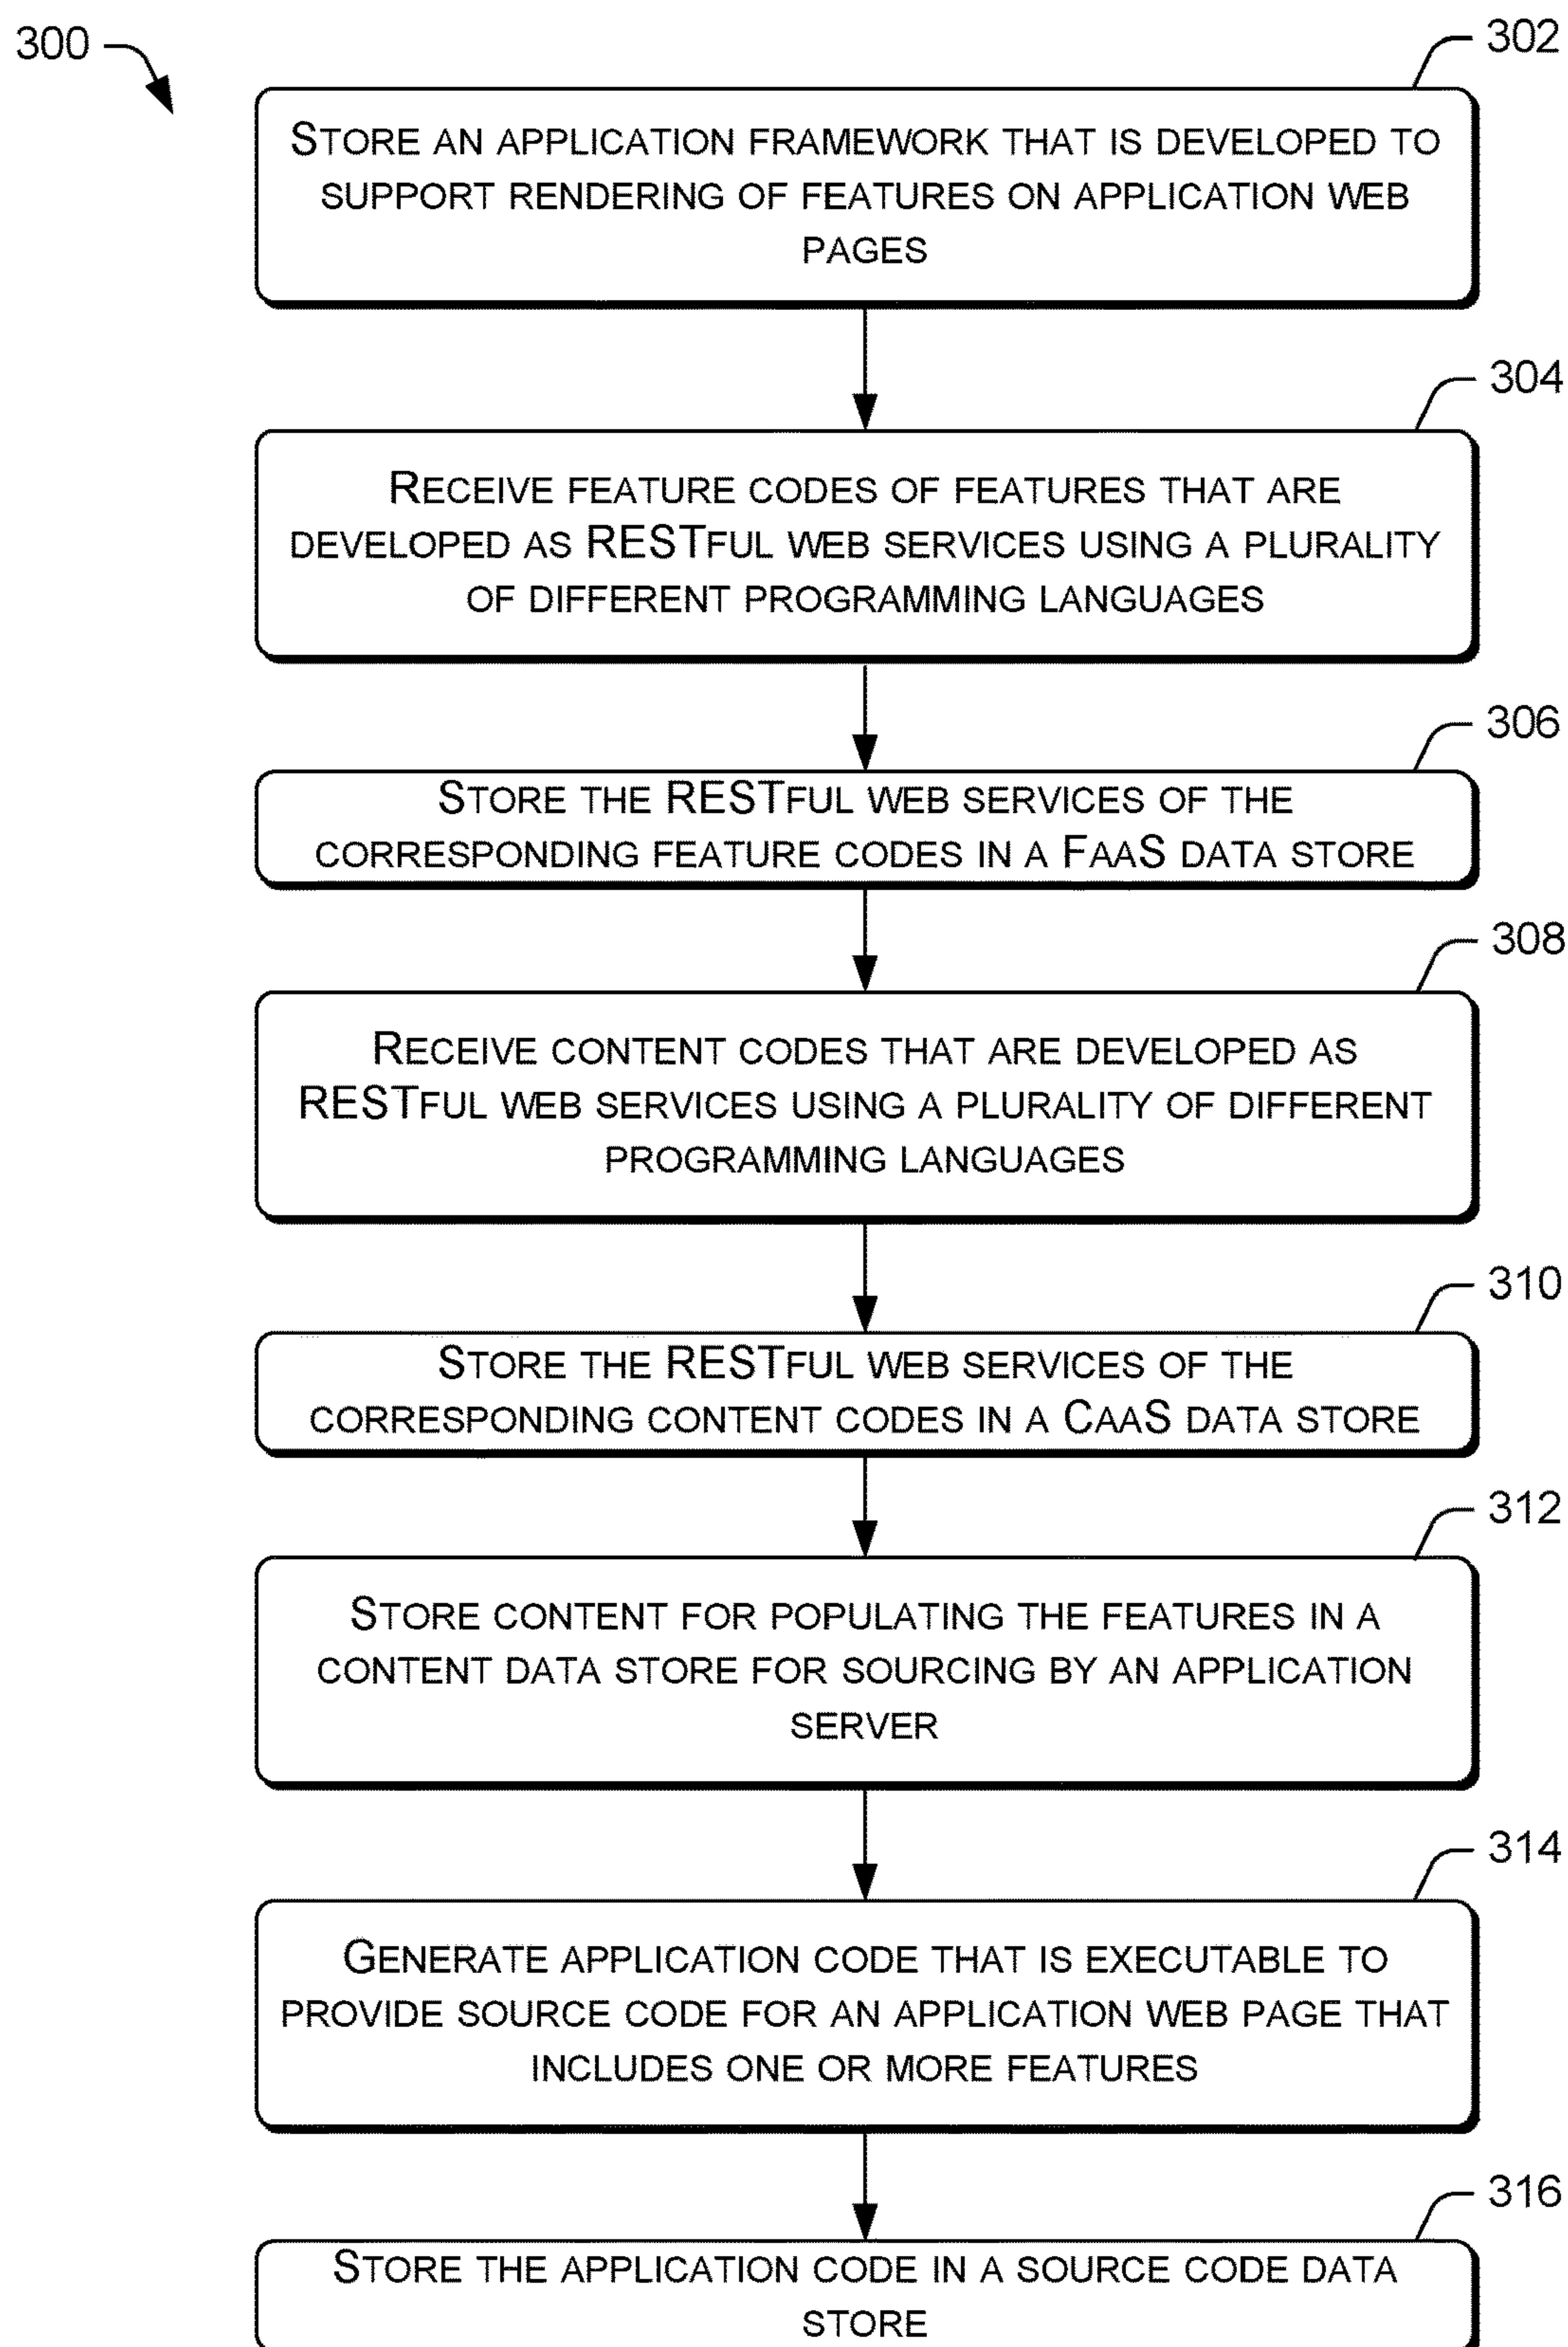 300
302
STORE AN APPLICATION FRAMEWORK THAT IS DEVELOPED TO
SUPPORT RENDERING OF FEATURES ON APPLICATION WEB
PAGES
304
RECEIVE FEATURE CODES OF FEATURES THAT ARE
DEVELOPED AS RESTFUL WEB SERVICES USING A PLURALITY
OF DIFFERENT PROGRAMMING LANGUAGES
306
STORE THE RESTFUL WEB SERVICES OF THE
CORRESPONDING FEATURE CODES IN A FAAS DATA STORE
308
RECEIVE CONTENT CODES THAT ARE DEVELOPED AS
RESTFUL WEB SERVICES USING A PLURALITY OF DIFFERENT
PROGRAMMING LANGUAGES
310
STORE THE RESTFUL WEB SERVICES OF THE
CORRESPONDING CONTENT CODES IN A CAAS DATA STORE
312
STORE CONTENT FOR POPULATING THE FEATURES IN A
CONTENT DATA STORE FOR SOURCING BY AN APPLICATION
SERVER
314
GENERATE APPLICATION CODE THAT IS EXECUTABLE TO
PROVIDE SOURCE CODE FOR AN APPLICATION WEB PAGE THAT
INCLUDES ONE OR MORE FEATURES
316
STORE THE APPLICATION CODE IN A SOURCE CODE DATA
STORE